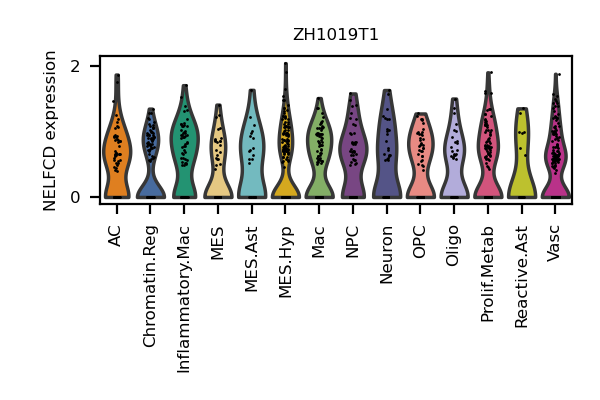 ZH1019T1
NELFCD expression
2
0
AC
Chromatin.Reg
Inflammatory.Mac
MES
MES.Ast
MES.Hyp
Mac
NPC
Neuron
OPC
Oligo
Prolif.Metab
Reactive.Ast
Vasc